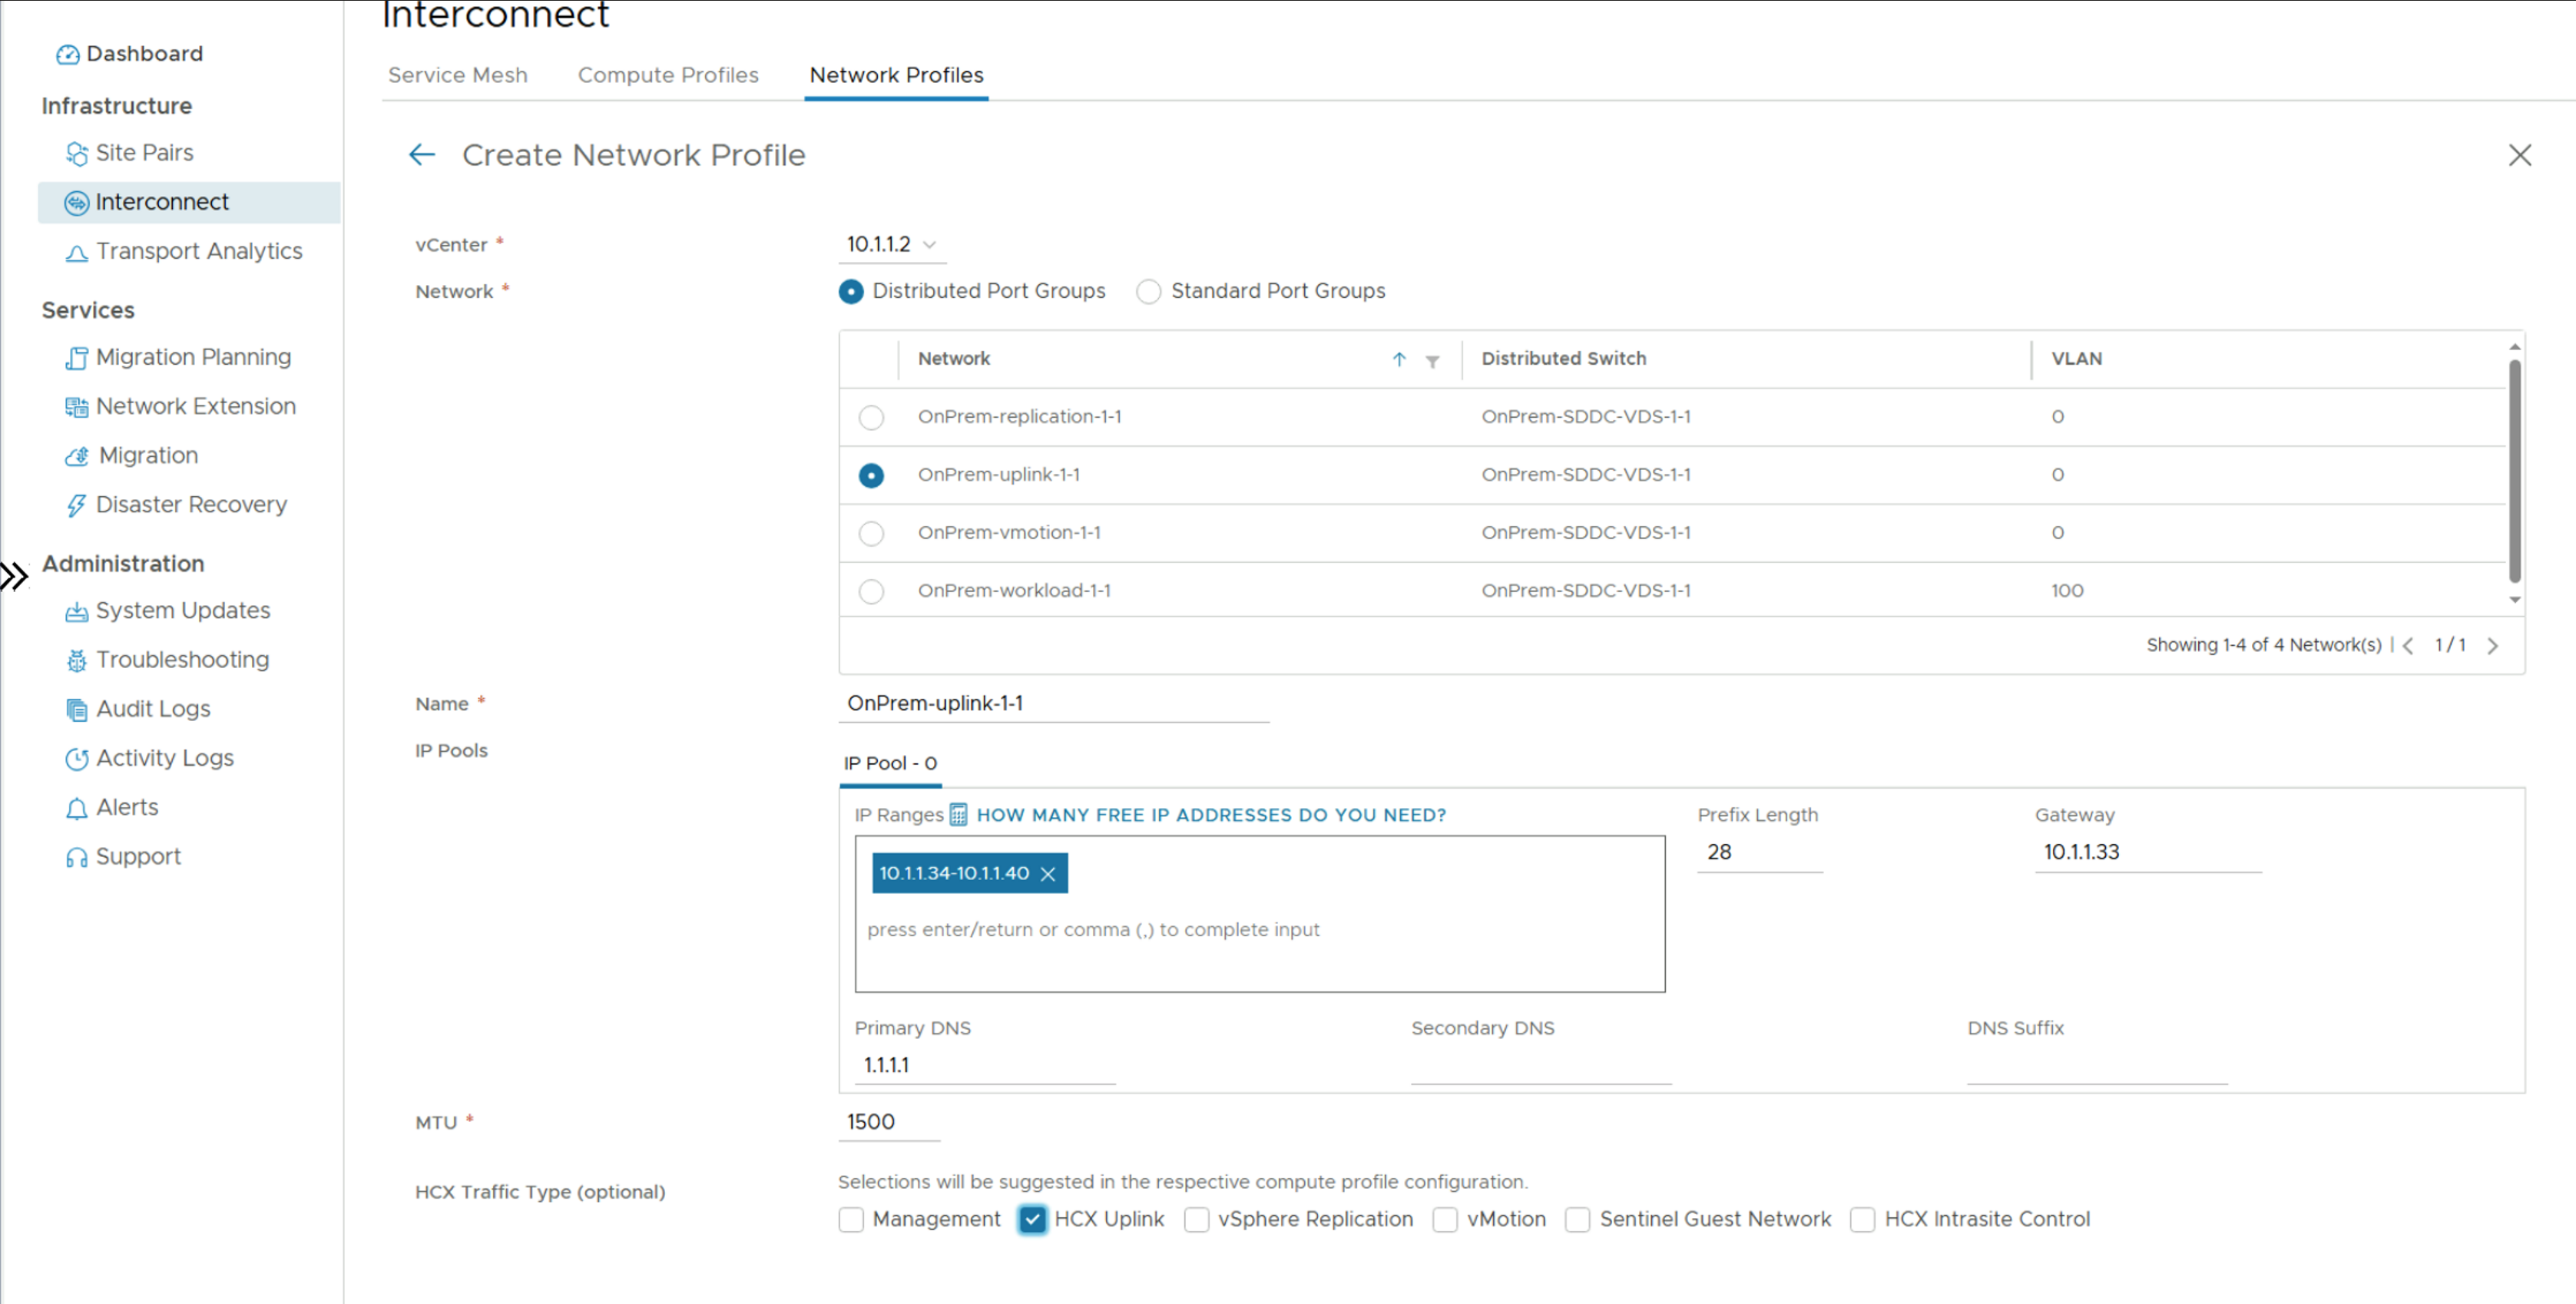 Interconnect
Dashboard
Infrastructure
Site Pairs
Interconnect
Transport Analytics
Services
Migration Planning
Network Extension
Migration
Disaster Recovery
Administration
System Updates
Troubleshooting
Audit Logs
Activity Logs
Alerts
Support
Service Mesh Compute Profiles Network Profiles
Create Network Profile
vCenter * 10.1.1.2
Network * Distributed Port Groups Standard Port Groups
Network Distributed Switch VLAN
OnPrem-replication-1-1 OnPrem-SDDC-VDS-1-1 0
OnPrem-uplink-1-1 OnPrem-SDDC-VDS-1-1 0
OnPrem-vmotion-1-1 OnPrem-SDDC-VDS-1-1 0
OnPrem-workload-1-1 OnPrem-SDDC-VDS-1-1 100
Showing 1-4 of 4 Network(s) | 1 / 1
Name * OnPrem-uplink-1-1
IP Pools
IP Pool - 0
IP Ranges HOW MANY FREE IP ADDRESSES DO YOU NEED? Prefix Length Gateway
10.1.1.34-10.1.1.40 28 10.1.1.33
press enter/return or comma (,) to complete input
Primary DNS Secondary DNS DNS Suffix
1.1.1.1
MTU * 1500
Selections will be suggested in the respective compute profile configuration.
HCX Traffic Type (optional)
Management HCX Uplink vSphere Replication vMotion Sentinel Guest Network HCX Intrasite Control